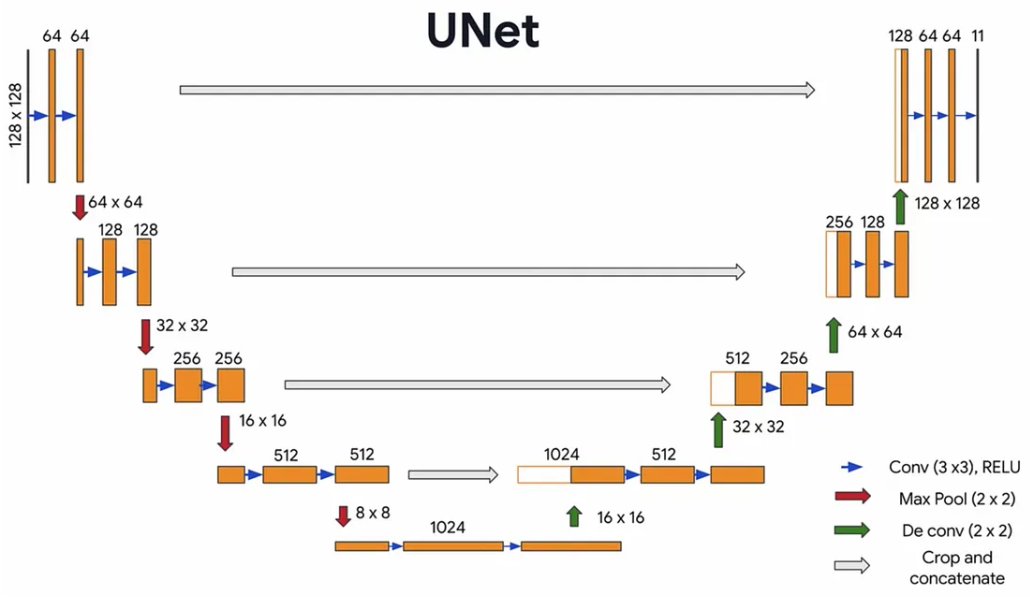 UNet
64 64
128 x 128
128 64 64 11
64 x 64
128 x 128
128 128
256 128
32 x 32
64 x 64
256 256
512 256
16 x 16
32 x 32
512 512
1024 512
8 x 8
16 x 16
1024
Conv (3 x3), RELU
Max Pool (2 x 2)
De conv (2 x 2)
Crop and
concatenate